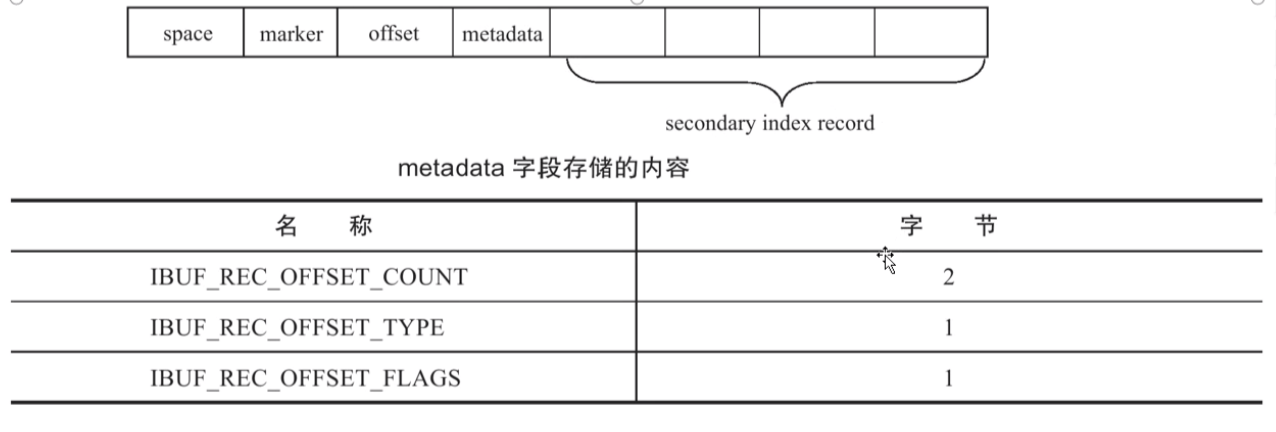 space marker offset metadata
secondary index record
metadata 字段存储的内容
名 称 字 节
IBUF_REC_OFFSET_COUNT 2
IBUF_REC_OFFSET_TYPE 1
IBUF_REC_OFFSET_FLAGS 1